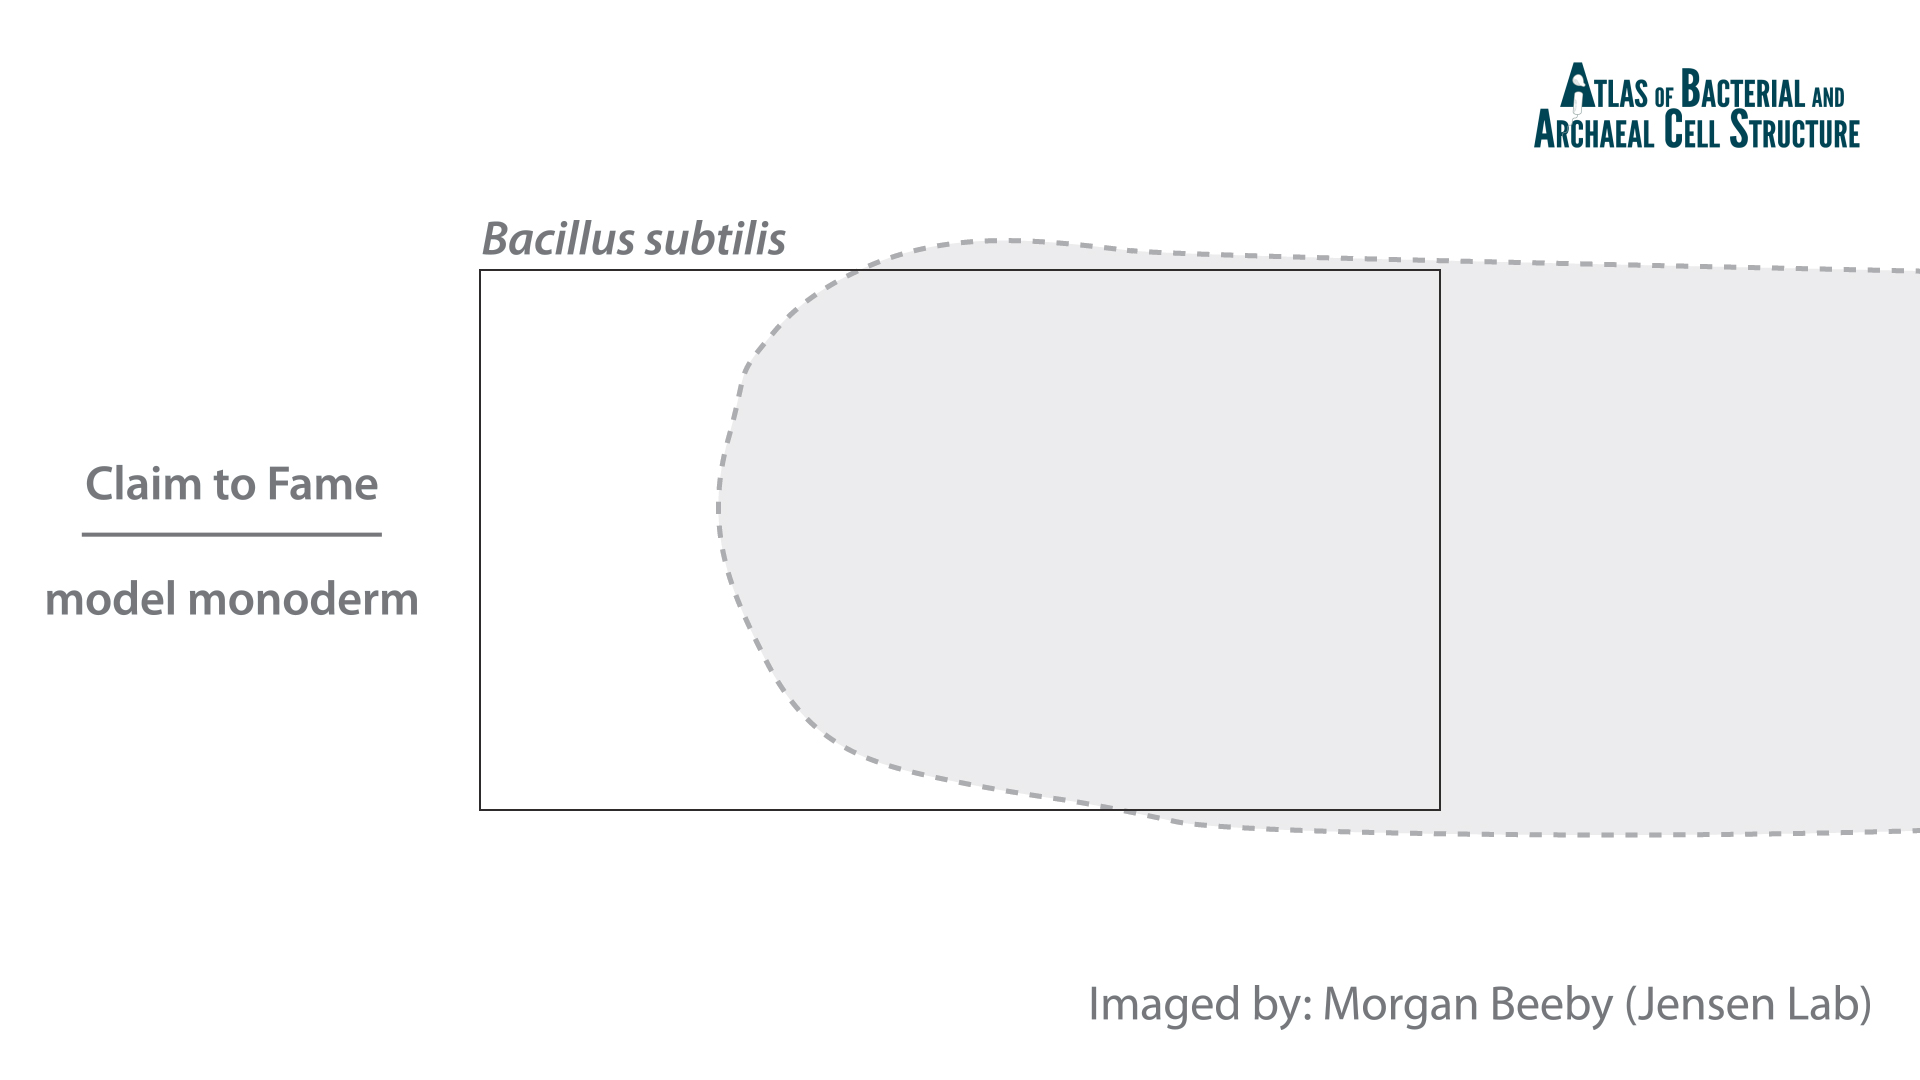 Atlas of Bacterial and
Archaeal Cell Structure
Bacillus subtilis
Claim to Fame
model monoderm
Imaged by: Morgan Beeby (Jensen Lab)